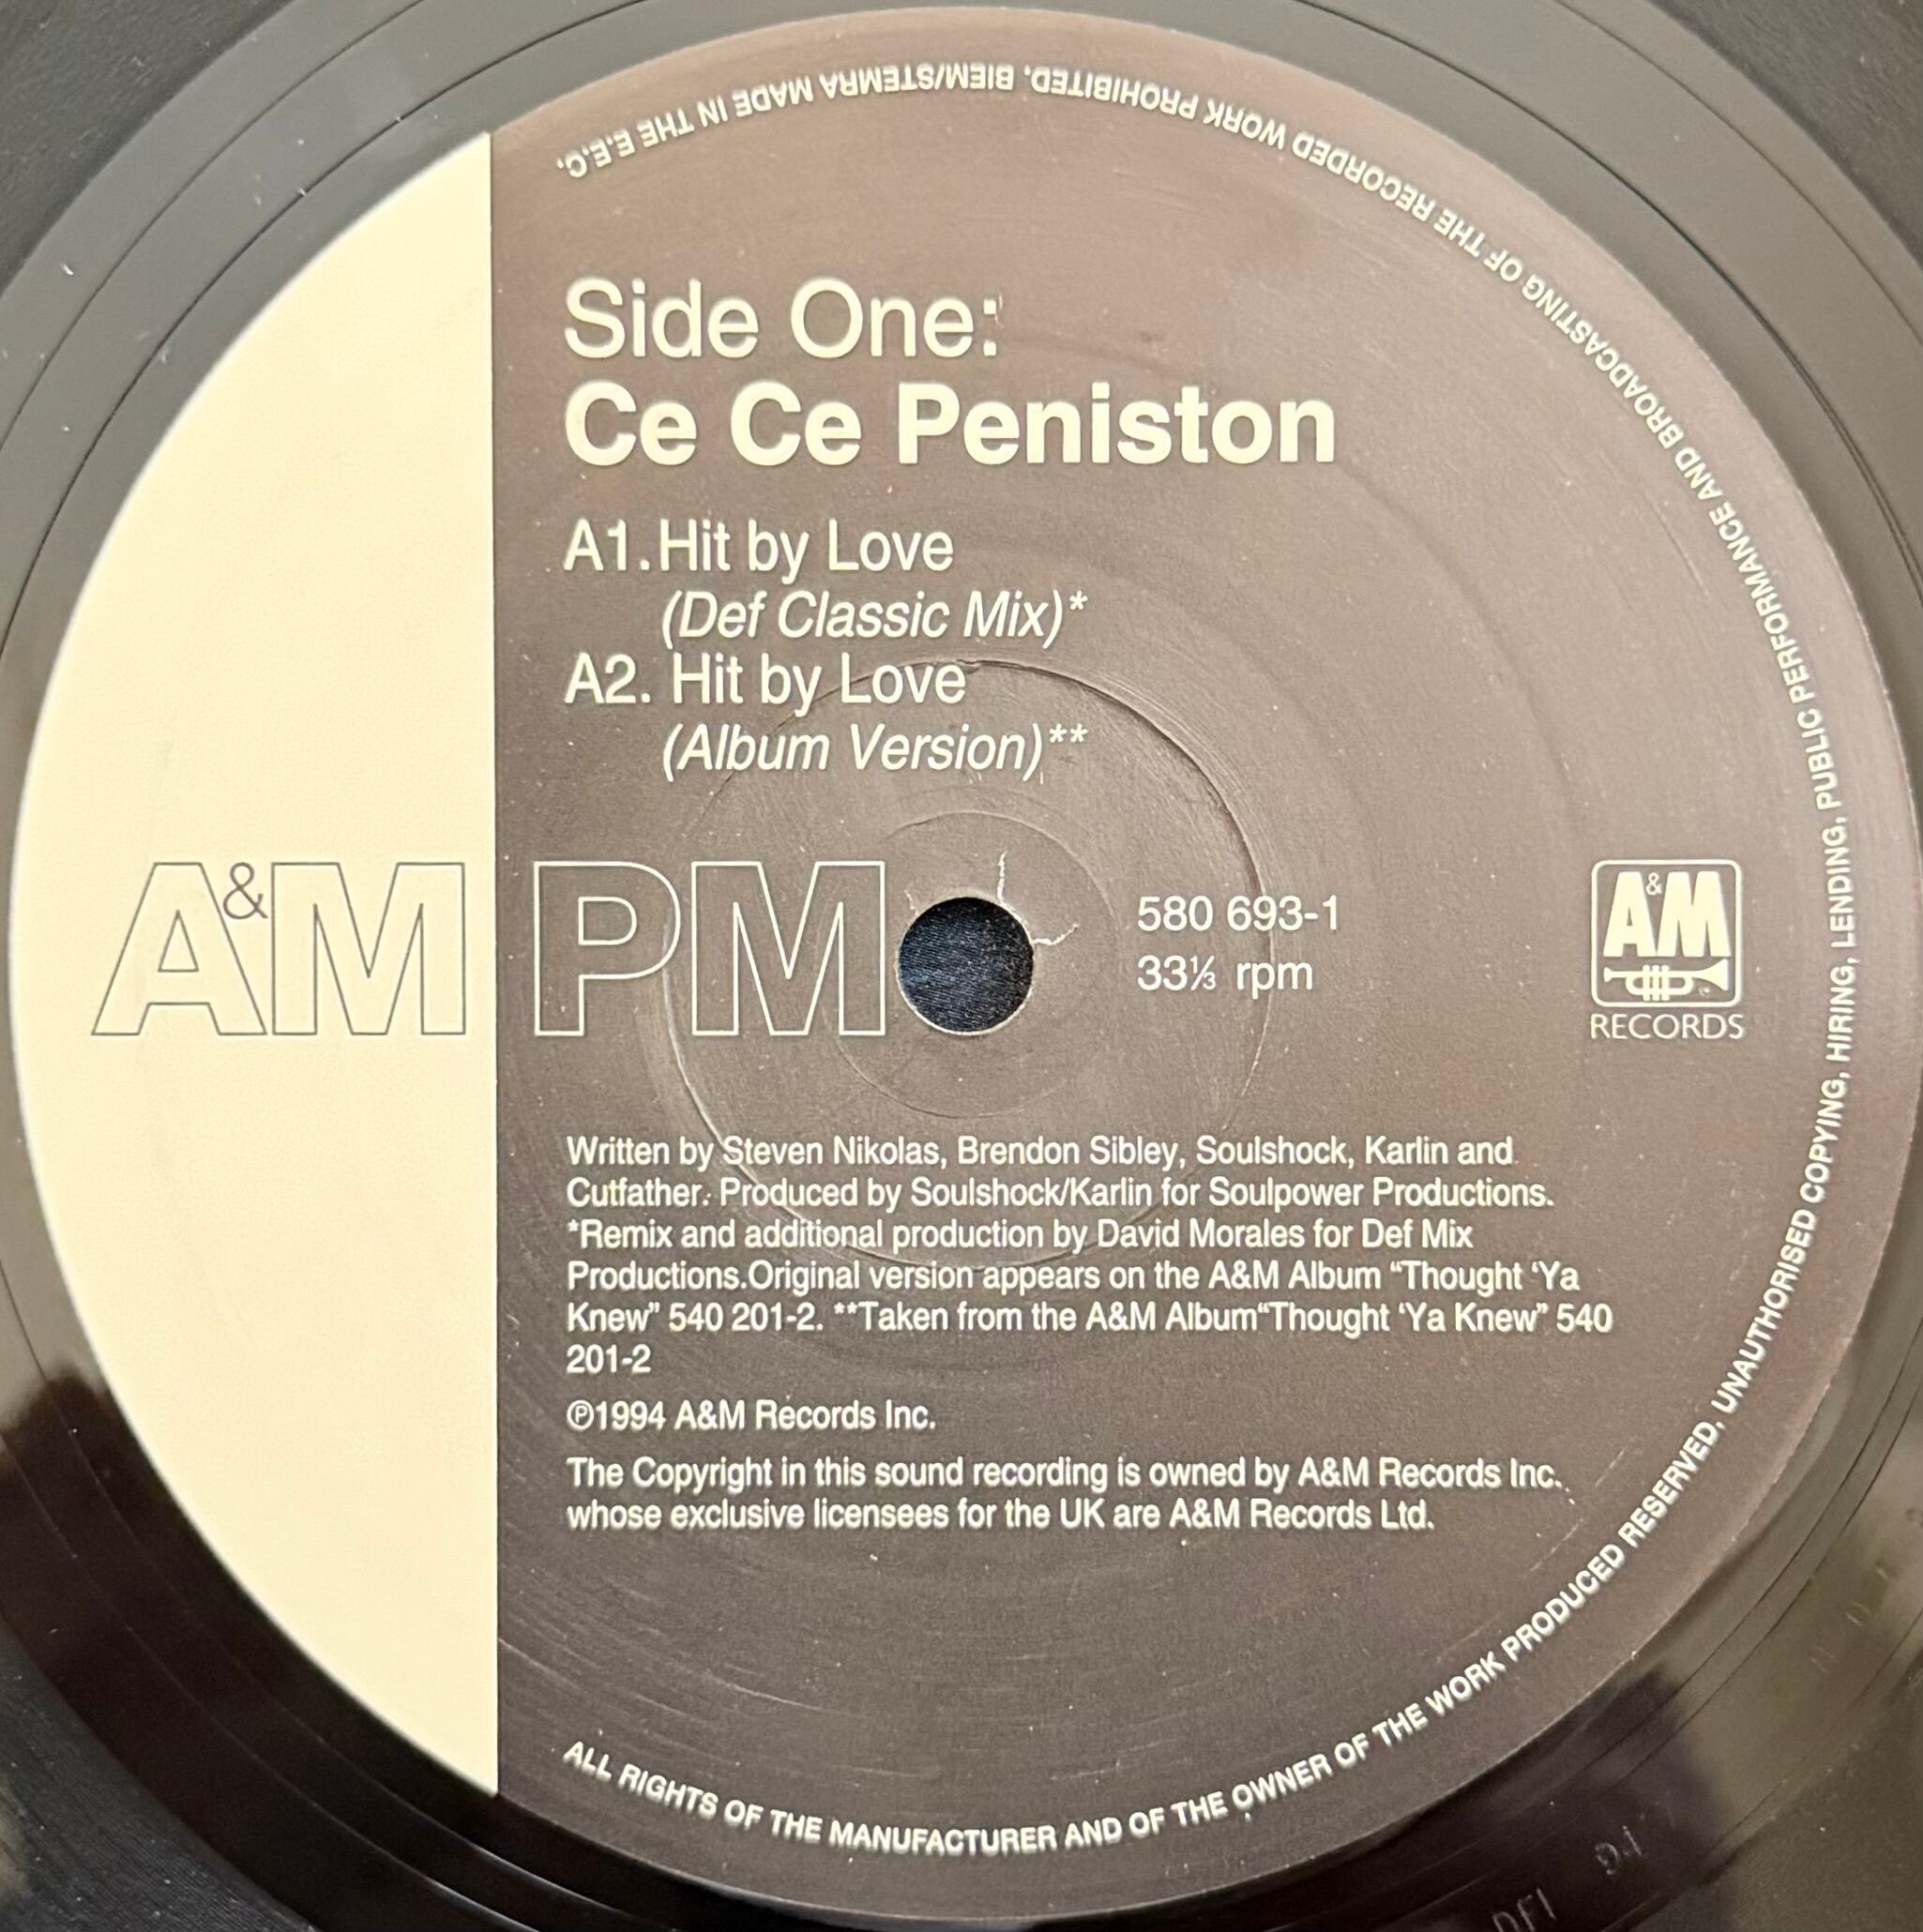 Side One:
Ce Ce Peniston
A1. Hit by Love
(Def Classic Mix)*
A2. Hit by Love
(Album Version)**
A&M PM
580 693-1
33⅓ rpm
A&M
RECORDS
Written by Steven Nikolas, Brendon Sibley, Soulshock, Karlin and
Cutfather. Produced by Soulshock/Karlin for Soulpower Productions.
*Remix and additional production by David Morales for Def Mix
Productions.Original version appears on the A&M Album “Thought ‘Ya
Knew” 540 201-2. **Taken from the A&M Album“Thought ‘Ya Knew” 540
201-2
℗1994 A&M Records Inc.
The Copyright in this sound recording is owned by A&M Records Inc.
whose exclusive licensees for the UK are A&M Records Ltd.
ALL RIGHTS OF THE MANUFACTURER AND OF THE OWNER OF THE WORK PRODUCED RESERVED. UNAUTHORISED COPYING, HIRING, LENDING, PUBLIC PERFORMANCE AND BROADCASTING OF THE RECORDED WORK PROHIBITED. BIEM/STEMRA MADE IN THE E.E.C.